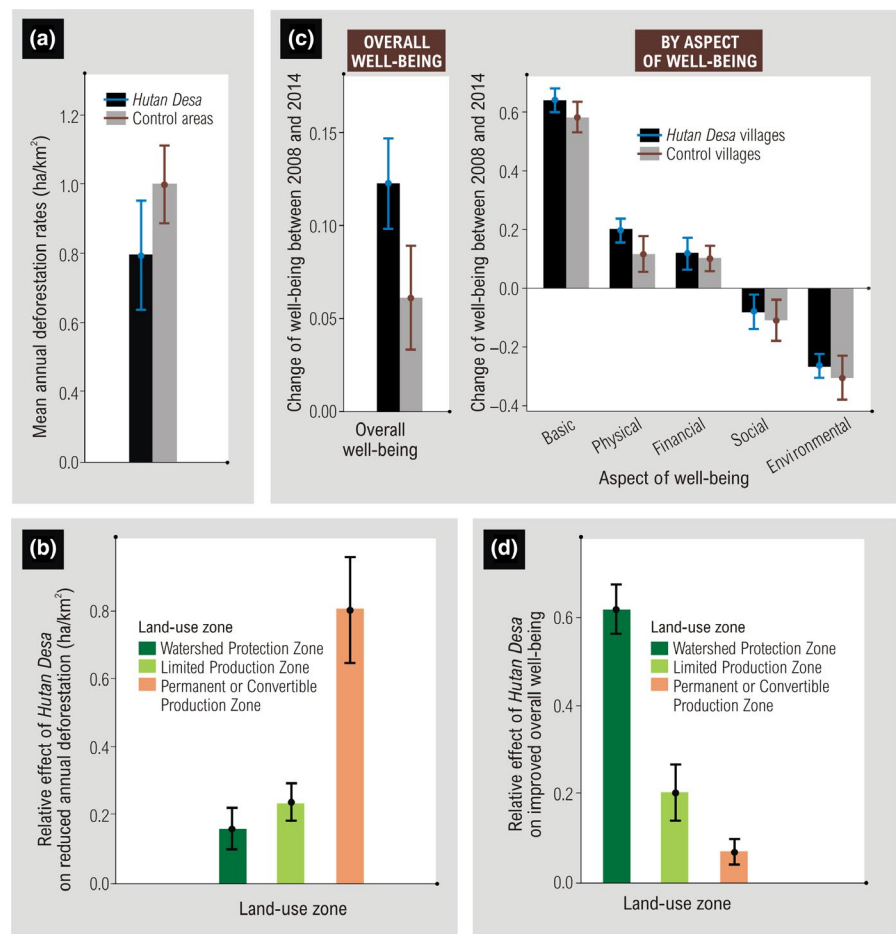 (a)
Mean annual deforestation rates (ha/km²)
1.2
1.0
0.8
0.6
0.4
0.0
Hutan Desa
Control areas
(c)
OVERALL
WELL-BEING
Change of well-being between 2008 and 2014
0.15
0.10
0.05
0.00
Overall
well-being
BY ASPECT
OF WELL-BEING
Change of well-being between 2008 and 2014
0.6
0.4
0.2
0.0
–0.2
–0.4
Hutan Desa villages
Control villages
Basic
Physical
Financial
Social
Environmental
Aspect of well-being
(b)
Relative effect of Hutan Desa
on reduced annual deforestation (ha/km²)
0.8
0.6
0.4
0.2
0.0
Land-use zone
Watershed Protection Zone
Limited Production Zone
Permanent or Convertible
Production Zone
Land-use zone
(d)
Relative effect of Hutan Desa
on improved overall well-being
0.6
0.4
0.2
0.0
Land-use zone
Watershed Protection Zone
Limited Production Zone
Permanent or Convertible
Production Zone
Land-use zone